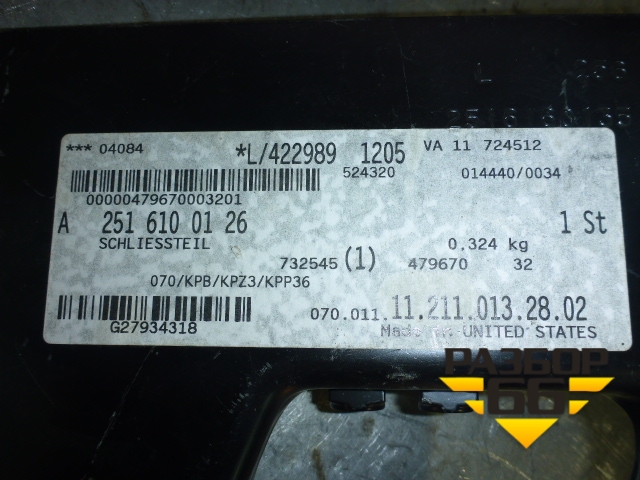 L
*** 04084
*L/422989 1205 VA 11 724512
524320 014440/0034
00000479670003201
A 251 610 01 26 1 St
SCHLIESSTEIL 0.324 kg
732545 (1) 479670 32
070/KPB/KPZ3/KPP36
070.011.11.211.013.28.02
G27934318 Made in UNITED STATES
РАЗБОР
66